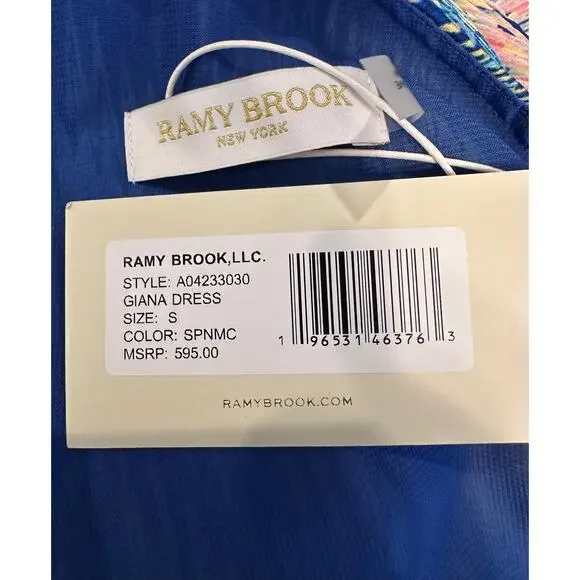 RAMY BROOK
NEW YORK
RAMY BROOK,LLC.
STYLE: A04233030
GIANA DRESS
SIZE: S
COLOR: SPNMC
MSRP: 595.00
1 96531 46376 3
RAMYBROOK.COM